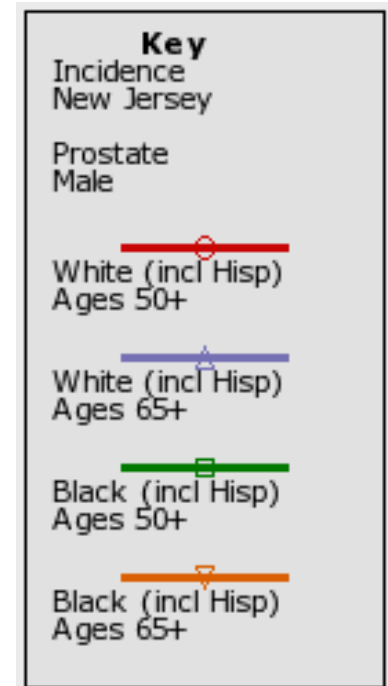 Key
Incidence
New Jersey
Prostate
Male
White (incl Hisp)
Ages 50+
White (incl Hisp)
Ages 65+
Black (incl Hisp)
Ages 50+
Black (incl Hisp)
Ages 65+